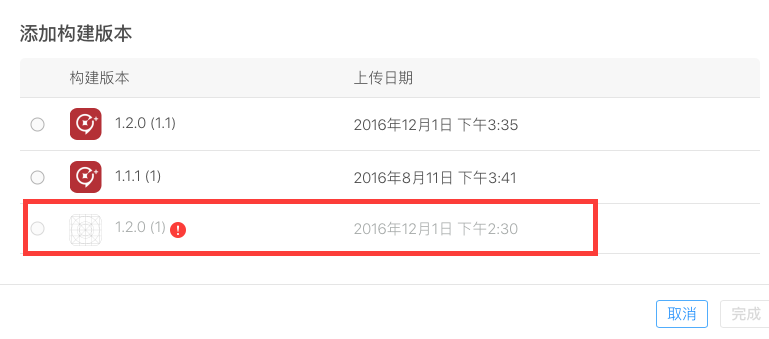 添加构建版本
构建版本 上传日期
1.2.0 (1.1) 2016年12月1日 下午3:35
1.1.1 (1) 2016年8月11日 下午3:41
1.2.0 (1) ! 2016年12月1日 下午2:30
取消 完成